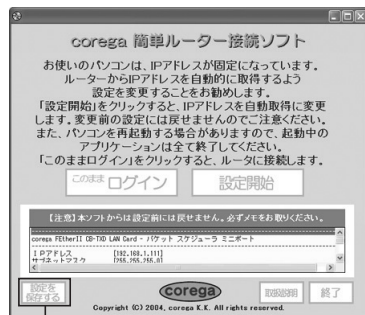 corega 簡単ルーター接続ソフト
お使いのパソコンは、IPアドレスが固定になっています。
ルーターからIPアドレスを自動的に取得するよう
設定を変更することをお勧めします。
「設定開始」をクリックすると、IPアドレスを自動取得に変更
します。変更前の設定には戻せませんのでご注意ください。
また、パソコンを再起動する場合がありますので、起動中の
アプリケーションは全て終了してください。
「このままログイン」をクリックすると、ルータに接続します。
このまま ログイン 設定開始
【注意】本ソフトからは設定前には戻せません。必ずメモをお取りください。
corega FEtherII CB-TXD LAN Card - パケット スケジューラ ミニポート
IPアドレス [192.168.1.111]
サブネットマスク [255.255.255.0]
設定を
保存する
corega
取扱説明 終了
Copyright (C) 2004, corega K.K. All rights reserved.